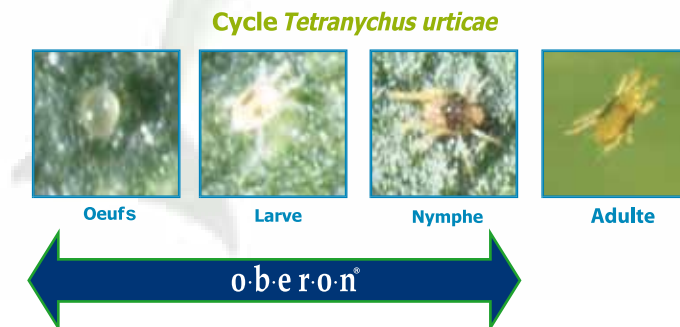 Cycle Tetranychus urticae
Oeufs Larve Nymphe Adulte
o·b·e·r·o·n®